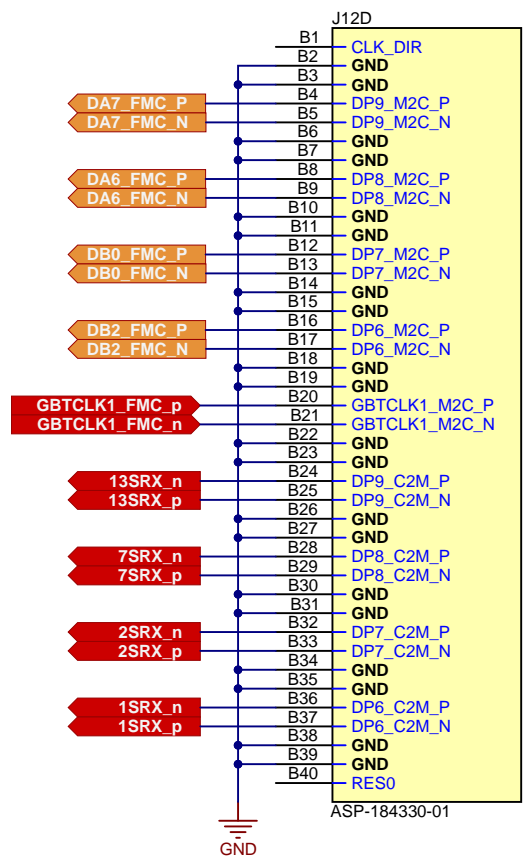 J12D
B1 CLK_DIR
B2 GND
B3 GND
DA7_FMC_P B4 DP9_M2C_P
DA7_FMC_N B5 DP9_M2C_N
B6 GND
B7 GND
DA6_FMC_P B8 DP8_M2C_P
DA6_FMC_N B9 DP8_M2C_N
B10 GND
B11 GND
DB0_FMC_P B12 DP7_M2C_P
DB0_FMC_N B13 DP7_M2C_N
B14 GND
B15 GND
DB2_FMC_P B16 DP6_M2C_P
DB2_FMC_N B17 DP6_M2C_N
B18 GND
B19 GND
GBTCLK1_FMC_p B20 GBTCLK1_M2C_P
GBTCLK1_FMC_n B21 GBTCLK1_M2C_N
B22 GND
B23 GND
13SRX_n B24 DP9_C2M_P
13SRX_p B25 DP9_C2M_N
B26 GND
B27 GND
7SRX_n B28 DP8_C2M_P
7SRX_p B29 DP8_C2M_N
B30 GND
B31 GND
2SRX_n B32 DP7_C2M_P
2SRX_p B33 DP7_C2M_N
B34 GND
B35 GND
1SRX_n B36 DP6_C2M_P
1SRX_p B37 DP6_C2M_N
B38 GND
B39 GND
B40 RES0
ASP-184330-01
GND